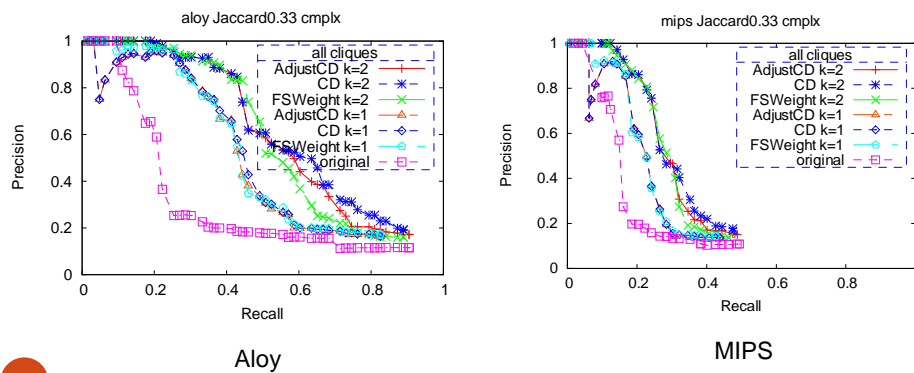 aloy Jaccard0.33 cmplx
Precision
1
0.8
0.6
0.4
0.2
0
all cliques
AdjustCD k=2
CD k=2
FSWeight k=2
AdjustCD k=1
CD k=1
FSWeight k=1
original
0 0.2 0.4 0.6 0.8 1
Recall
Aloy
mips Jaccard0.33 cmplx
Precision
1
0.8
0.6
0.4
0.2
0
all cliques
AdjustCD k=2
CD k=2
FSWeight k=2
AdjustCD k=1
CD k=1
FSWeight k=1
original
0 0.2 0.4 0.6 0.8 1
Recall
MIPS